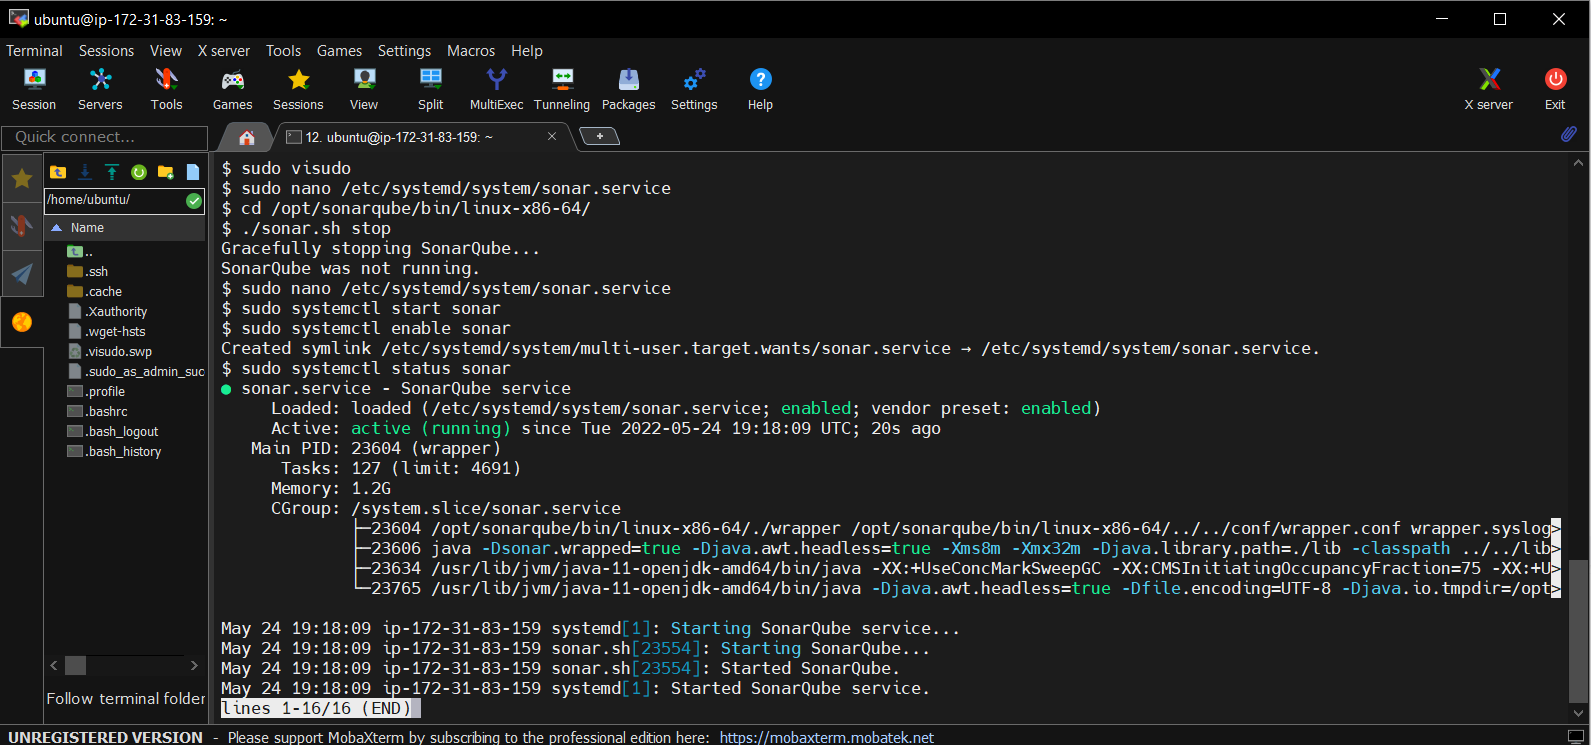 ubuntu@ip-172-31-83-159: ~
Terminal Sessions View X server Tools Games Settings Macros Help
Session Servers Tools Games Sessions View Split MultiExec Tunneling Packages Settings Help X server Exit
Quick connect...
12. ubuntu@ip-172-31-83-159: ~
/home/ubuntu/
Name
..
.ssh
.cache
.Xauthority
.wget-hsts
.visudo.swp
.sudo_as_admin_suc
.profile
.bashrc
.bash_logout
.bash_history
Follow terminal folder
$ sudo visudo
$ sudo nano /etc/systemd/system/sonar.service
$ cd /opt/sonarqube/bin/linux-x86-64/
$ ./sonar.sh stop
Gracefully stopping SonarQube...
SonarQube was not running.
$ sudo nano /etc/systemd/system/sonar.service
$ sudo systemctl start sonar
$ sudo systemctl enable sonar
Created symlink /etc/systemd/system/multi-user.target.wants/sonar.service → /etc/systemd/system/sonar.service.
$ sudo systemctl status sonar
● sonar.service - SonarQube service
Loaded: loaded (/etc/systemd/system/sonar.service; enabled; vendor preset: enabled)
Active: active (running) since Tue 2022-05-24 19:18:09 UTC; 20s ago
Main PID: 23604 (wrapper)
Tasks: 127 (limit: 4691)
Memory: 1.2G
CGroup: /system.slice/sonar.service
├─23604 /opt/sonarqube/bin/linux-x86-64/./wrapper /opt/sonarqube/bin/linux-x86-64/../../conf/wrapper.conf wrapper.syslog>
├─23606 java -Dsonar.wrapped=true -Djava.awt.headless=true -Xms8m -Xmx32m -Djava.library.path=./lib -classpath ../../lib>
├─23634 /usr/lib/jvm/java-11-openjdk-amd64/bin/java -XX:+UseConcMarkSweepGC -XX:CMSInitiatingOccupancyFraction=75 -XX:+U>
└─23765 /usr/lib/jvm/java-11-openjdk-amd64/bin/java -Djava.awt.headless=true -Dfile.encoding=UTF-8 -Djava.io.tmpdir=/opt>
May 24 19:18:09 ip-172-31-83-159 systemd[1]: Starting SonarQube service...
May 24 19:18:09 ip-172-31-83-159 sonar.sh[23554]: Starting SonarQube...
May 24 19:18:09 ip-172-31-83-159 sonar.sh[23554]: Started SonarQube.
May 24 19:18:09 ip-172-31-83-159 systemd[1]: Started SonarQube service.
lines 1-16/16 (END)
UNREGISTERED VERSION - Please support MobaXterm by subscribing to the professional edition here: https://mobaxterm.mobatek.net